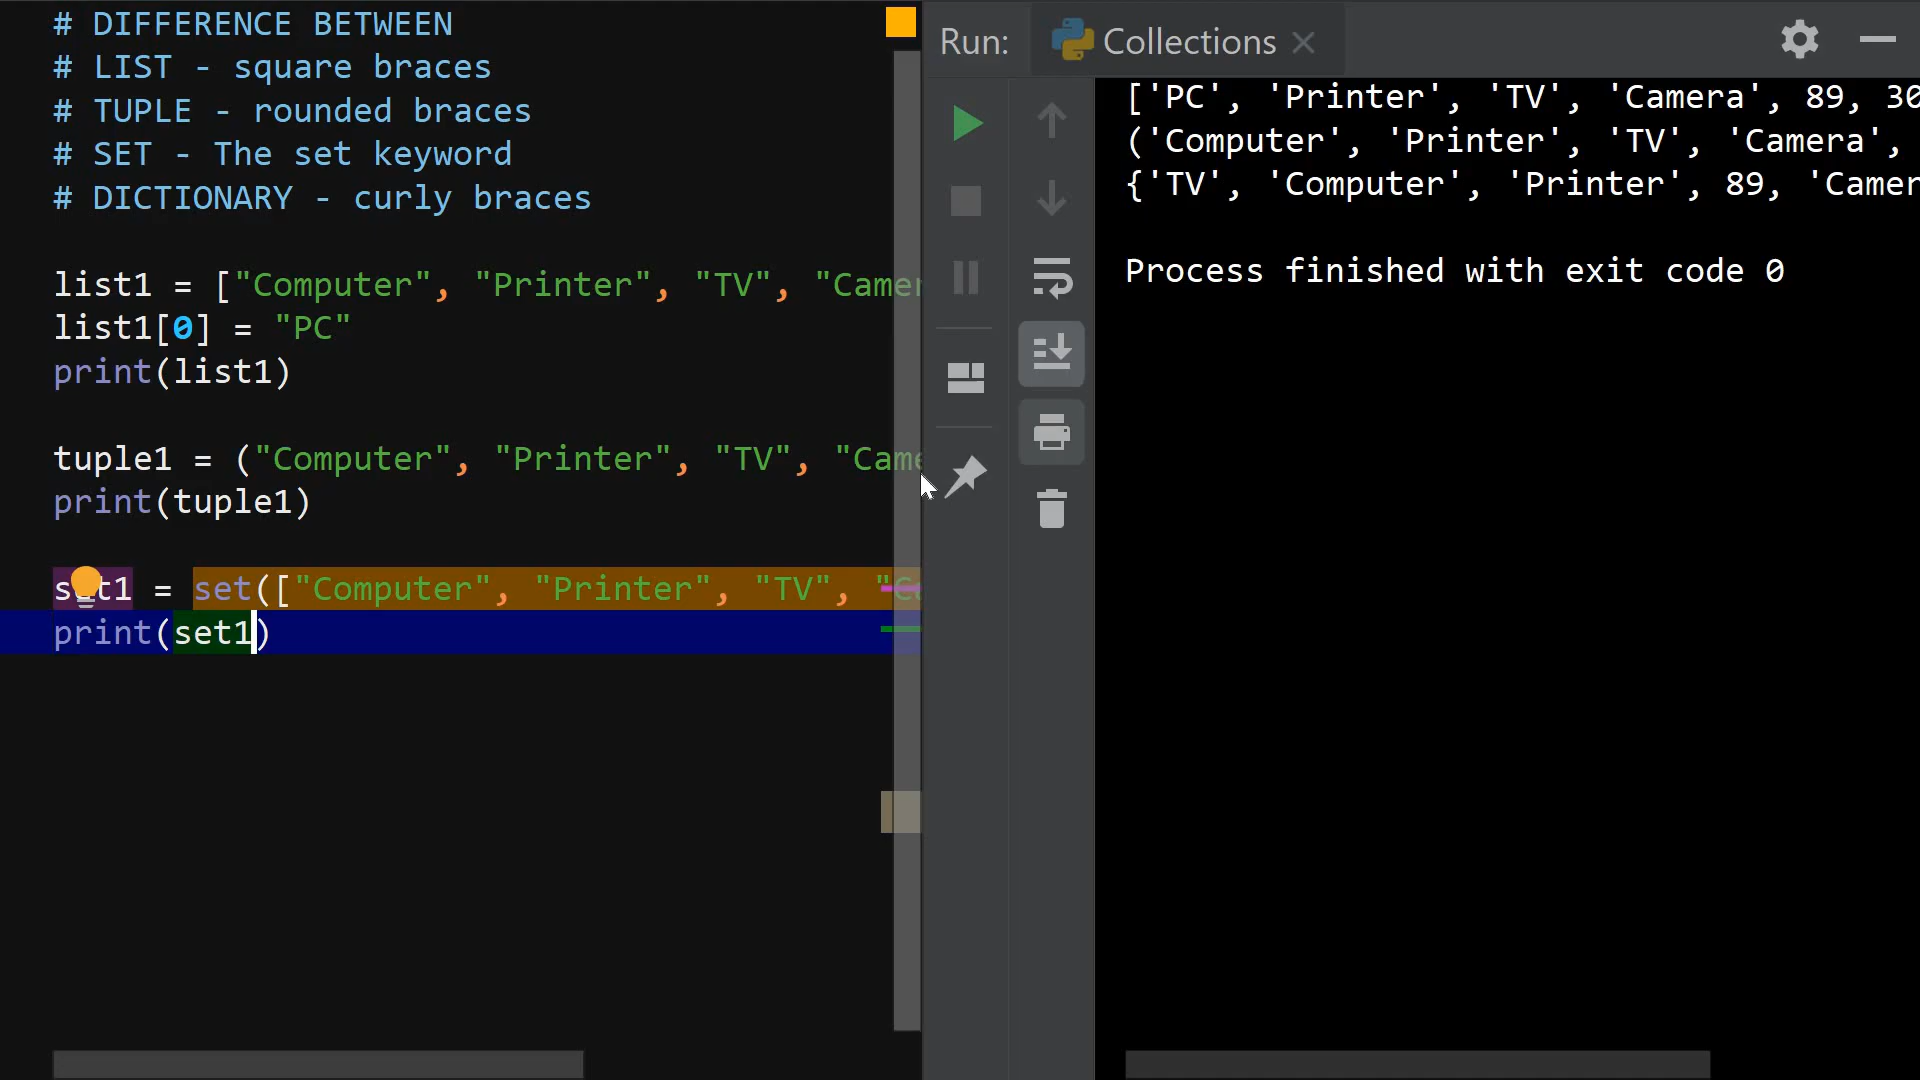 # DIFFERENCE BETWEEN
# LIST - square braces
# TUPLE - rounded braces
# SET - The set keyword
# DICTIONARY - curly braces
list1 = ["Computer", "Printer", "TV", "Camer
list1[0] = "PC"
print(list1)
tuple1 = ("Computer", "Printer", "TV", "Came
print(tuple1)
set1 = set(["Computer", "Printer", "TV", "Ca
print(set1)
Run: Collections
['PC', 'Printer', 'TV', 'Camera', 89, 30
('Computer', 'Printer', 'TV', 'Camera',
{'TV', 'Computer', 'Printer', 89, 'Camer
Process finished with exit code 0